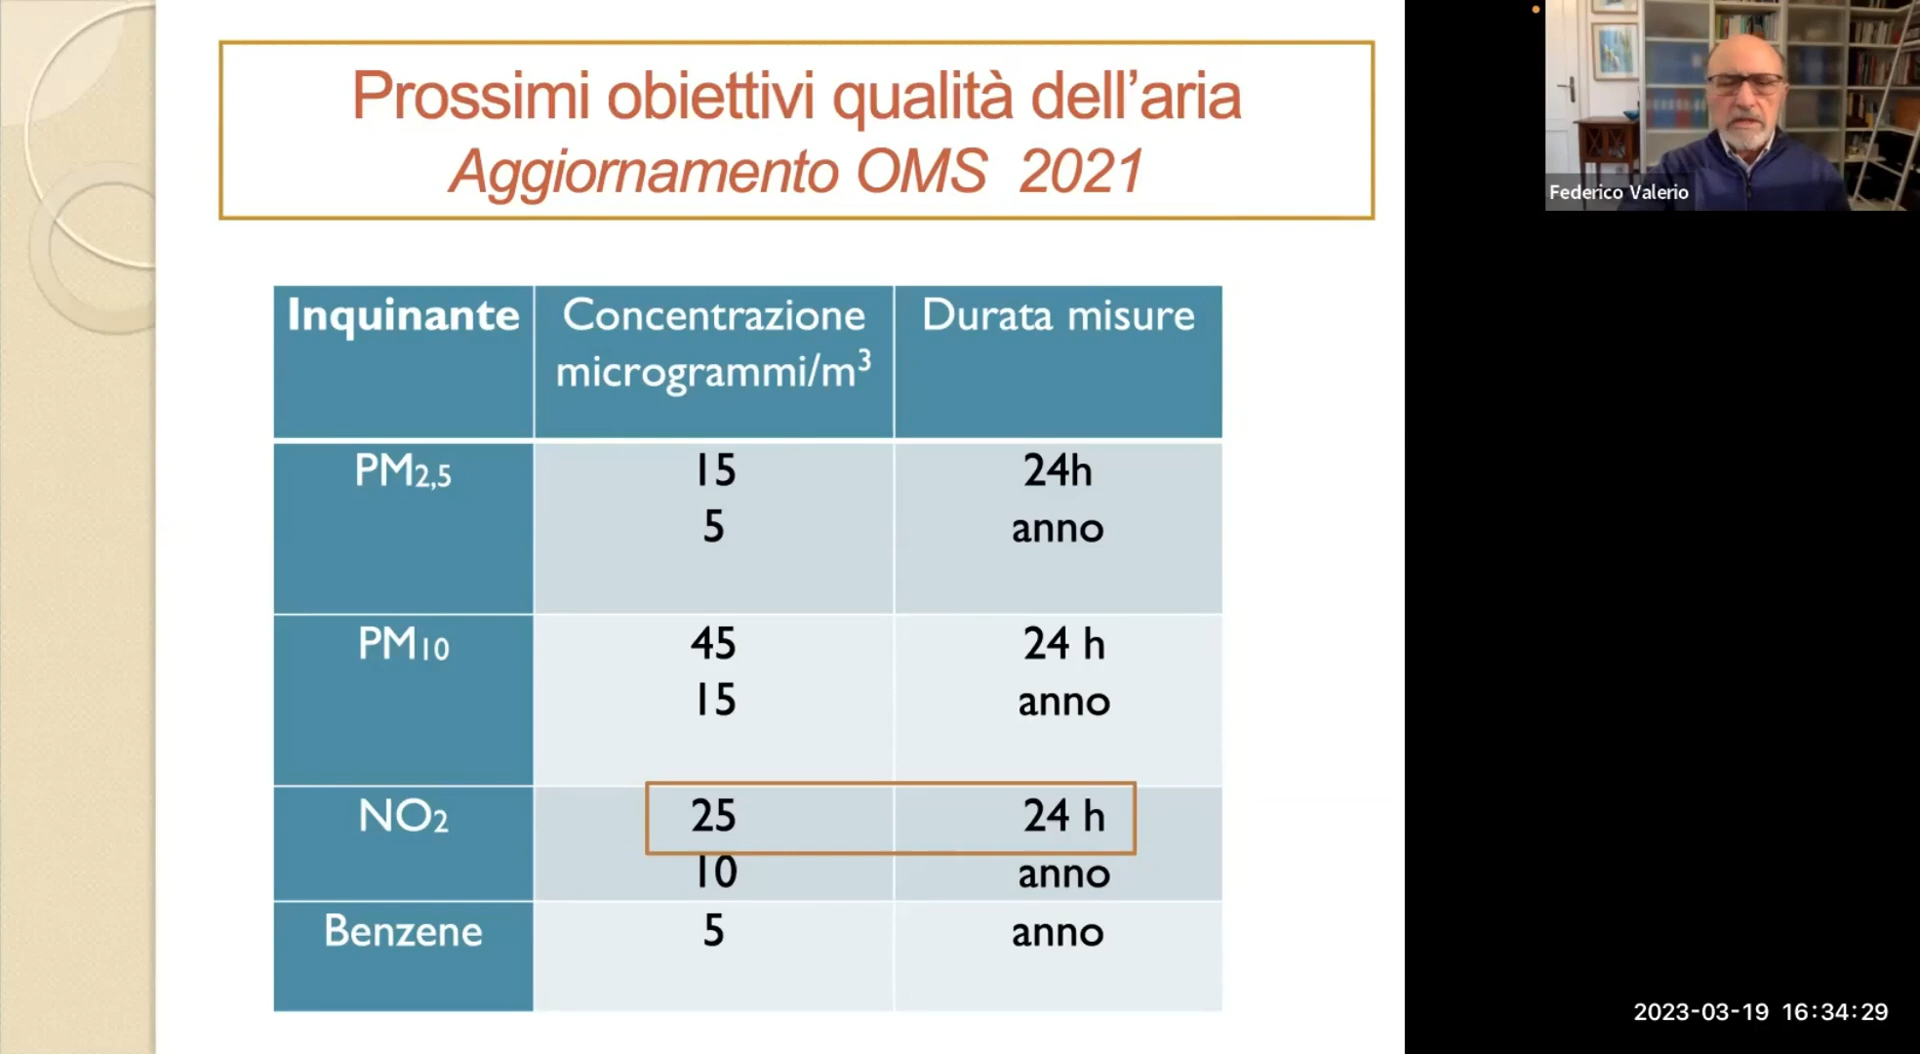 Prossimi obiettivi qualità dell’aria
Aggiornamento OMS 2021
Inquinante
Concentrazione
microgrammi/m³
Durata misure
PM2,5
15
24h
5
anno
PM10
45
24 h
15
anno
NO2
25
24 h
10
anno
Benzene
5
anno
Federico Valerio
2023-03-19 16:34:29